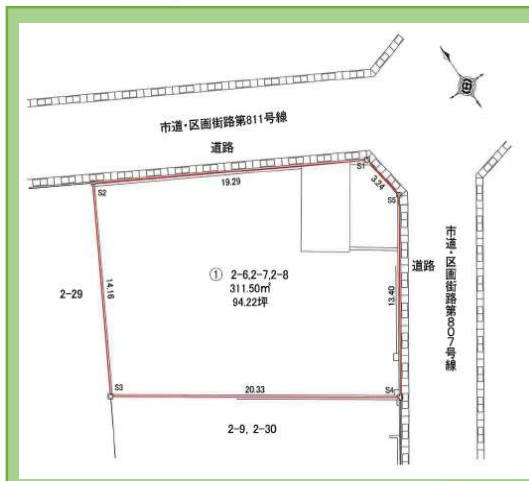 市道・区画街路第811号線
道路
S1
3.24
19.29
S2
S5
① 2-6,2-7,2-8
311.50㎡
94.22坪
道路
市道・区画街路第807号線
2-29
14.16
13.40
S3
20.33
S4
2-9, 2-30